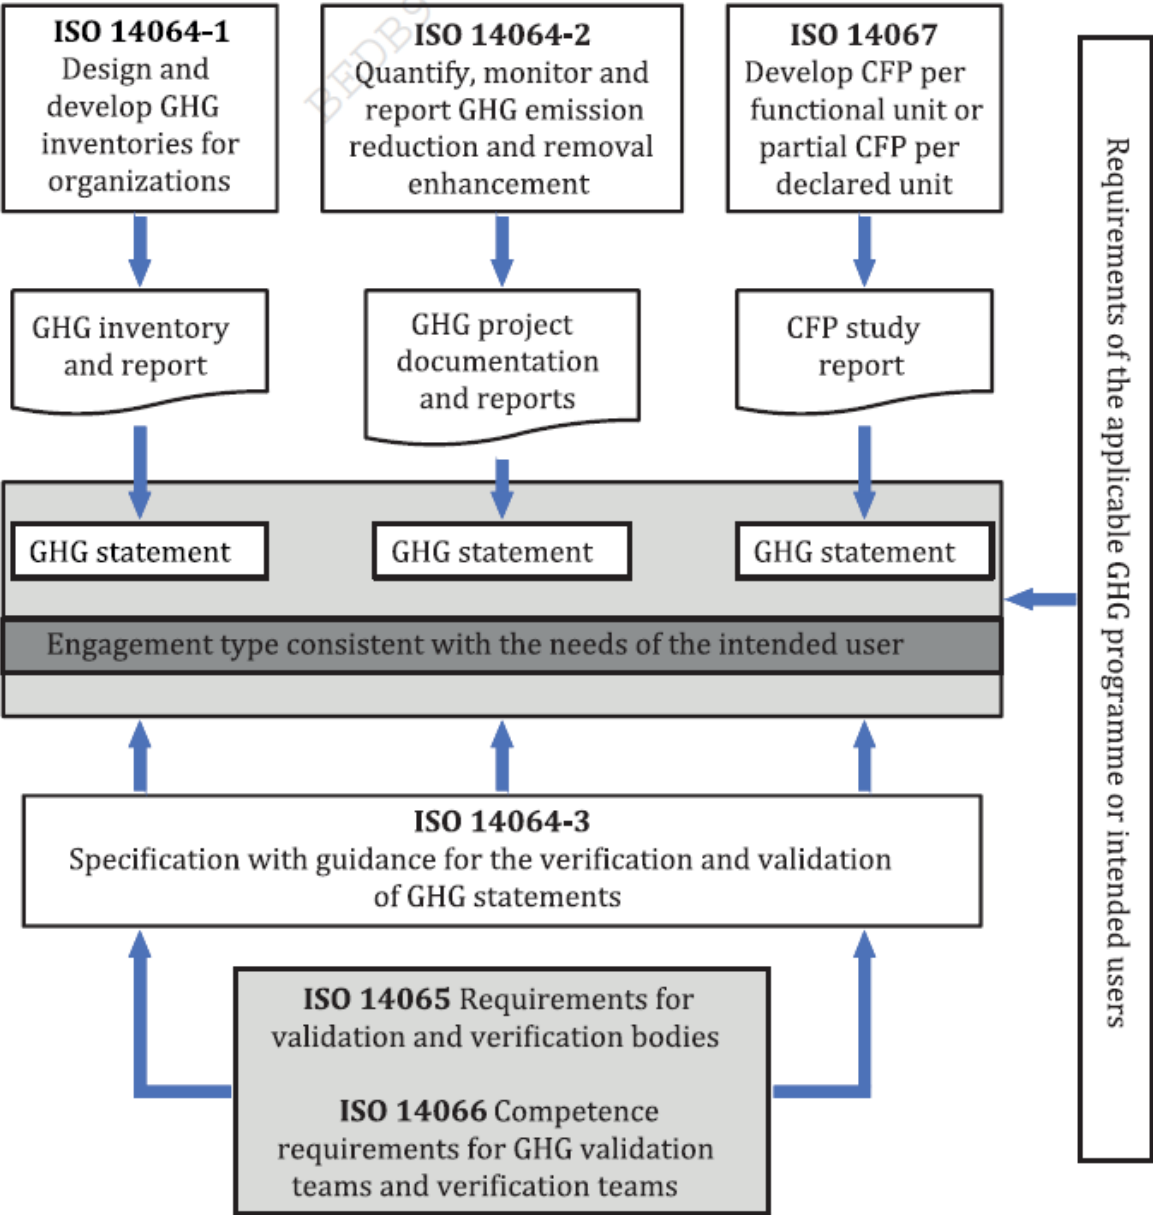 ISO 14064-1
Design and
develop GHG
inventories for
organizations
ISO 14064-2
Quantify, monitor and
report GHG emission
reduction and removal
enhancement
ISO 14067
Develop CFP per
functional unit or
partial CFP per
declared unit
GHG inventory
and report
GHG project
documentation
and reports
CFP study
report
GHG statement
GHG statement
GHG statement
Engagement type consistent with the needs of the intended user
ISO 14064-3
Specification with guidance for the verification and validation
of GHG statements
ISO 14065 Requirements for
validation and verification bodies
ISO 14066 Competence
requirements for GHG validation
teams and verification teams
Requirements of the applicable GHG programme or intended users